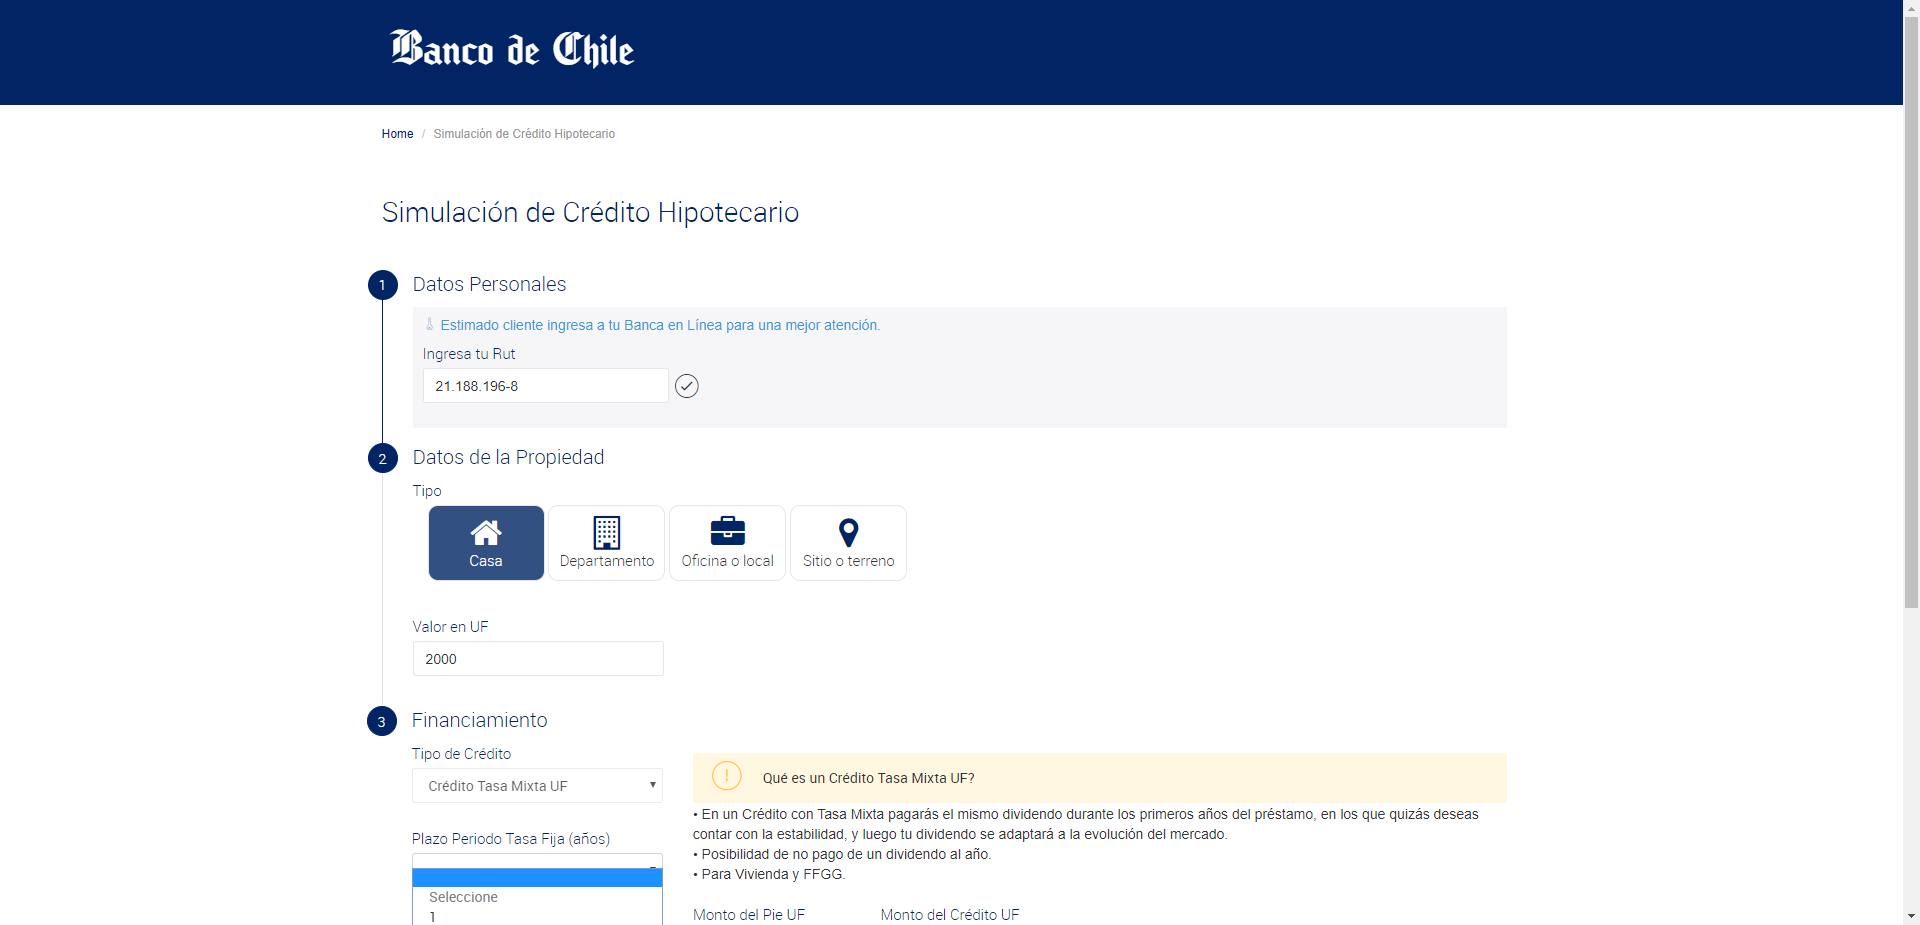 Banco de Chile
Home / Simulación de Crédito Hipotecario
Simulación de Crédito Hipotecario
1 Datos Personales
Estimado cliente ingresa a tu Banca en Línea para una mejor atención.
Ingresa tu Rut
21.188.196-8
2 Datos de la Propiedad
Tipo
Casa Departamento Oficina o local Sitio o terreno
Valor en UF
2000
3 Financiamiento
Tipo de Crédito
Crédito Tasa Mixta UF
Plazo Periodo Tasa Fija (años)
Seleccione
1
! Qué es un Crédito Tasa Mixta UF?
• En un Crédito con Tasa Mixta pagarás el mismo dividendo durante los primeros años del préstamo, en los que quizás deseas
contar con la estabilidad, y luego tu dividendo se adaptará a la evolución del mercado.
• Posibilidad de no pago de un dividendo al año.
• Para Vivienda y FFGG.
Monto del Pie UF Monto del Crédito UF